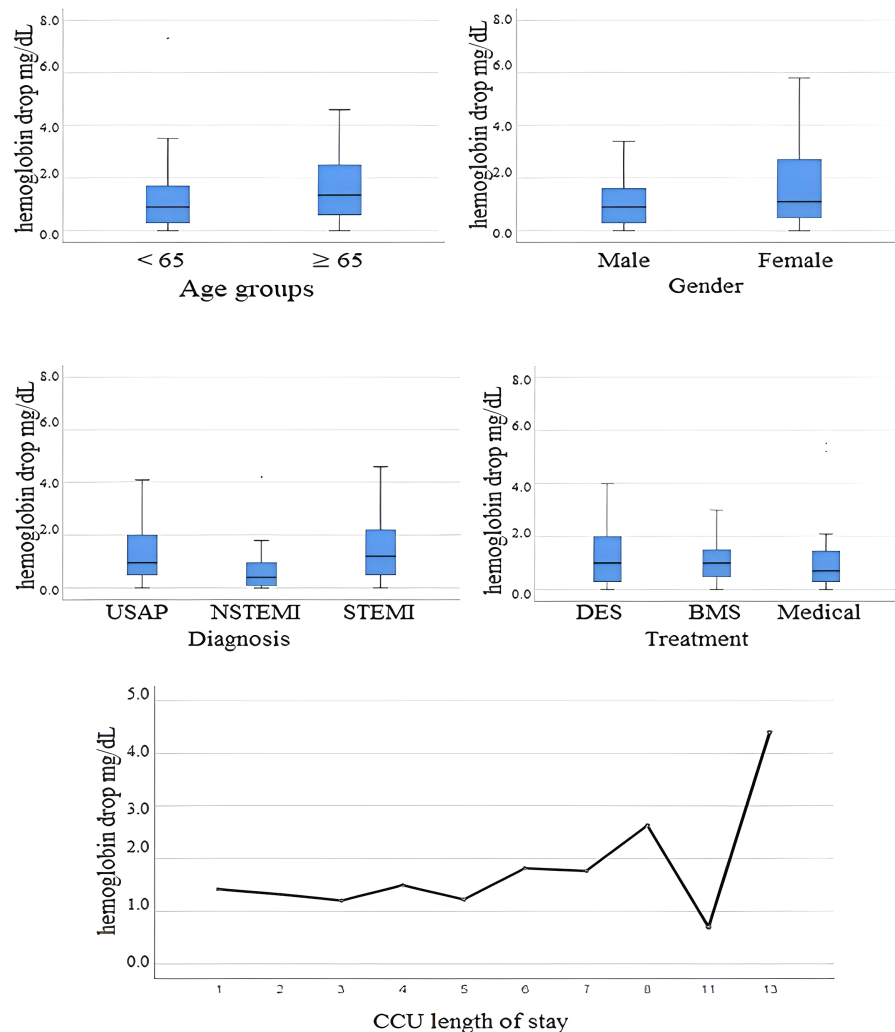 hemoglobin drop mg/dL
8.0
6.0
4.0
2.0
0.0
< 65 ≥ 65
Age groups
hemoglobin drop mg/dL
8.0
6.0
4.0
2.0
0.0
Male Female
Gender
hemoglobin drop mg/dL
8.0
6.0
4.0
2.0
0.0
USAP NSTEMI STEMI
Diagnosis
hemoglobin drop mg/dL
8.0
6.0
4.0
2.0
0.0
DES BMS Medical
Treatment
hemoglobin drop mg/dL
5.0
4.0
3.0
2.0
1.0
0.0
1 2 3 4 5 6 7 8 11 13
CCU length of stay